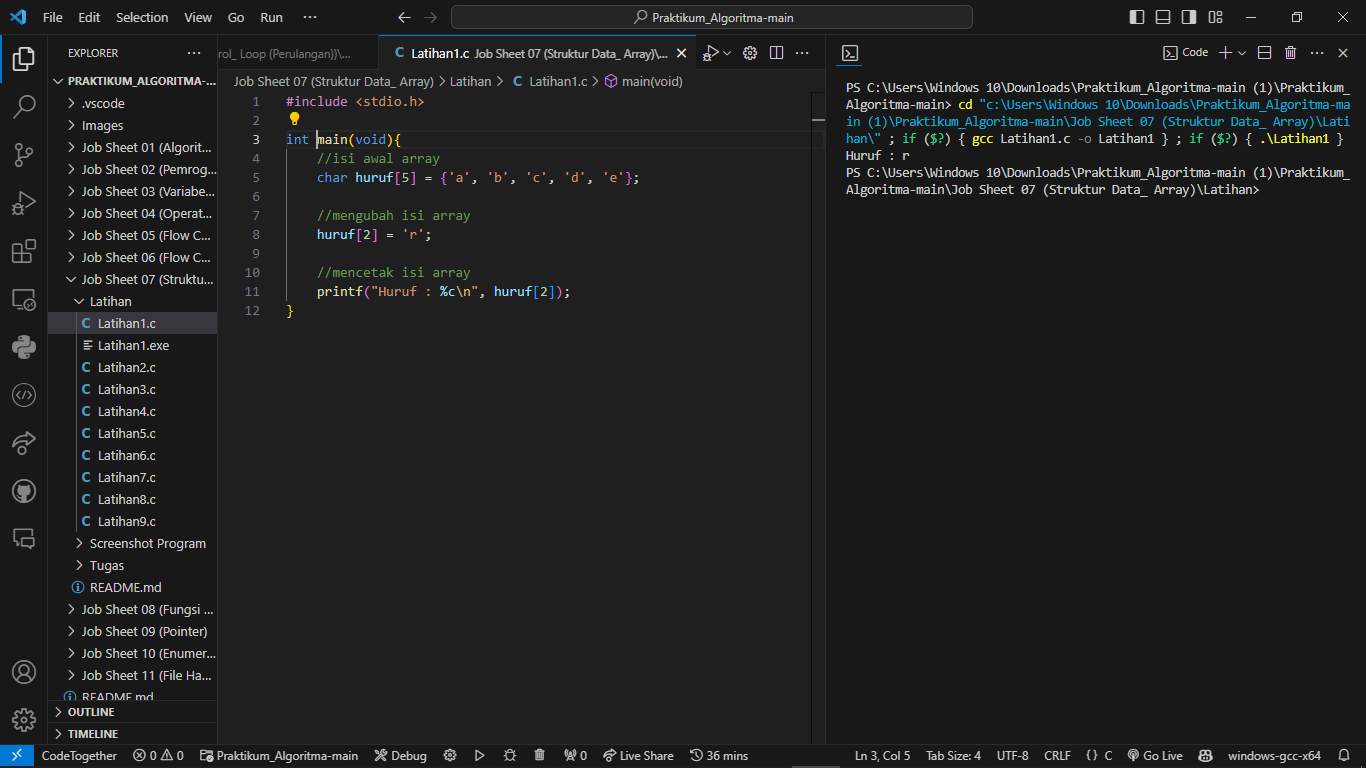 File Edit Selection View Go Run ··· Praktikum_Algoritma-main
EXPLORER ···
PRAKTIKUM_ALGORITMA-...
.vscode
Images
Job Sheet 01 (Algorit...
Job Sheet 02 (Pemrog...
Job Sheet 03 (Variabe...
Job Sheet 04 (Operat...
Job Sheet 05 (Flow C...
Job Sheet 06 (Flow C...
Job Sheet 07 (Struktu...
Latihan
C Latihan1.c
Latihan1.exe
C Latihan2.c
C Latihan3.c
C Latihan4.c
C Latihan5.c
C Latihan6.c
C Latihan7.c
C Latihan8.c
C Latihan9.c
Screenshot Program
Tugas
README.md
Job Sheet 08 (Fungsi ...
Job Sheet 09 (Pointer)
Job Sheet 10 (Enumer...
Job Sheet 11 (File Ha...
README.md
OUTLINE
TIMELINE
rol_ Loop (Perulangan))\... C Latihan1.c Job Sheet 07 (Struktur Data_ Array)\...
Job Sheet 07 (Struktur Data_ Array) > Latihan > C Latihan1.c > main(void)
1 #include <stdio.h>
2
3 int main(void){
4 //isi awal array
5 char huruf[5] = {'a', 'b', 'c', 'd', 'e'};
6
7 //mengubah isi array
8 huruf[2] = 'r';
9
10 //mencetak isi array
11 printf("Huruf : %c\n", huruf[2]);
12 }
Code
PS C:\Users\Windows 10\Downloads\Praktikum_Algoritma-main (1)\Praktikum_
Algoritma-main> cd "c:\Users\Windows 10\Downloads\Praktikum_Algoritma-ma
in (1)\Praktikum_Algoritma-main\Job Sheet 07 (Struktur Data_ Array)\Lati
han\" ; if ($?) { gcc Latihan1.c -o Latihan1 } ; if ($?) { .\Latihan1 }
Huruf : r
PS C:\Users\Windows 10\Downloads\Praktikum_Algoritma-main (1)\Praktikum_
Algoritma-main\Job Sheet 07 (Struktur Data_ Array)\Latihan>
CodeTogether 0 0 Praktikum_Algoritma-main Debug 0 Live Share 36 mins Ln 3, Col 5 Tab Size: 4 UTF-8 CRLF { } C Go Live windows-gcc-x64